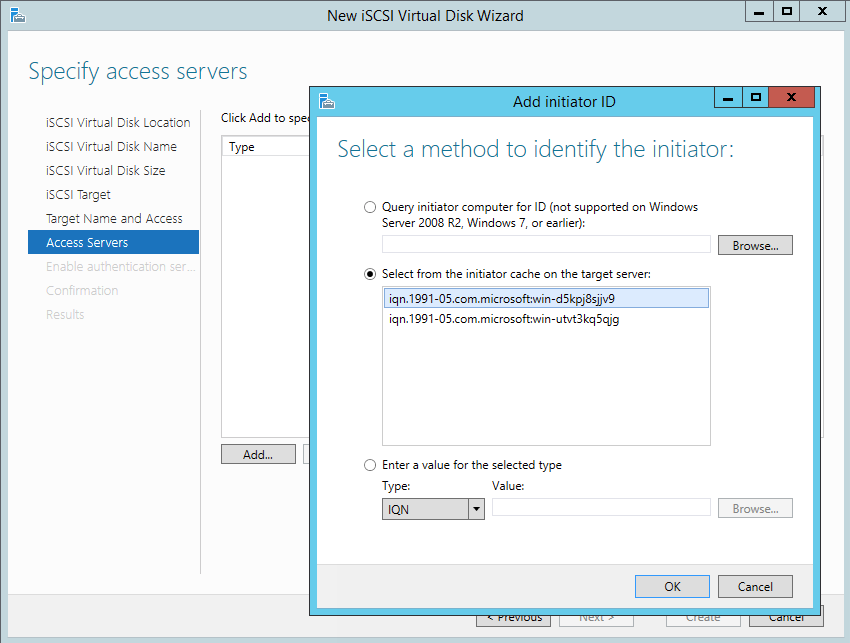 New iSCSI Virtual Disk Wizard
Specify access servers
iSCSI Virtual Disk Location
iSCSI Virtual Disk Name
iSCSI Virtual Disk Size
iSCSI Target
Target Name and Access
Access Servers
Enable authentication ser...
Confirmation
Results
Click Add to
Type
Add...
Add initiator ID
Select a method to identify the initiator:
Query initiator computer for ID (not supported on Windows
Server 2008 R2, Windows 7, or earlier):
Browse...
Select from the initiator cache on the target server:
iqn.1991-05.com.microsoft:win-d5kpj8sjjv9
iqn.1991-05.com.microsoft:win-utvt3kq5qjg
Enter a value for the selected type
Type:
Value:
IQN
Browse...
OK
Cancel
< Previous
Next >
Create
Cancel